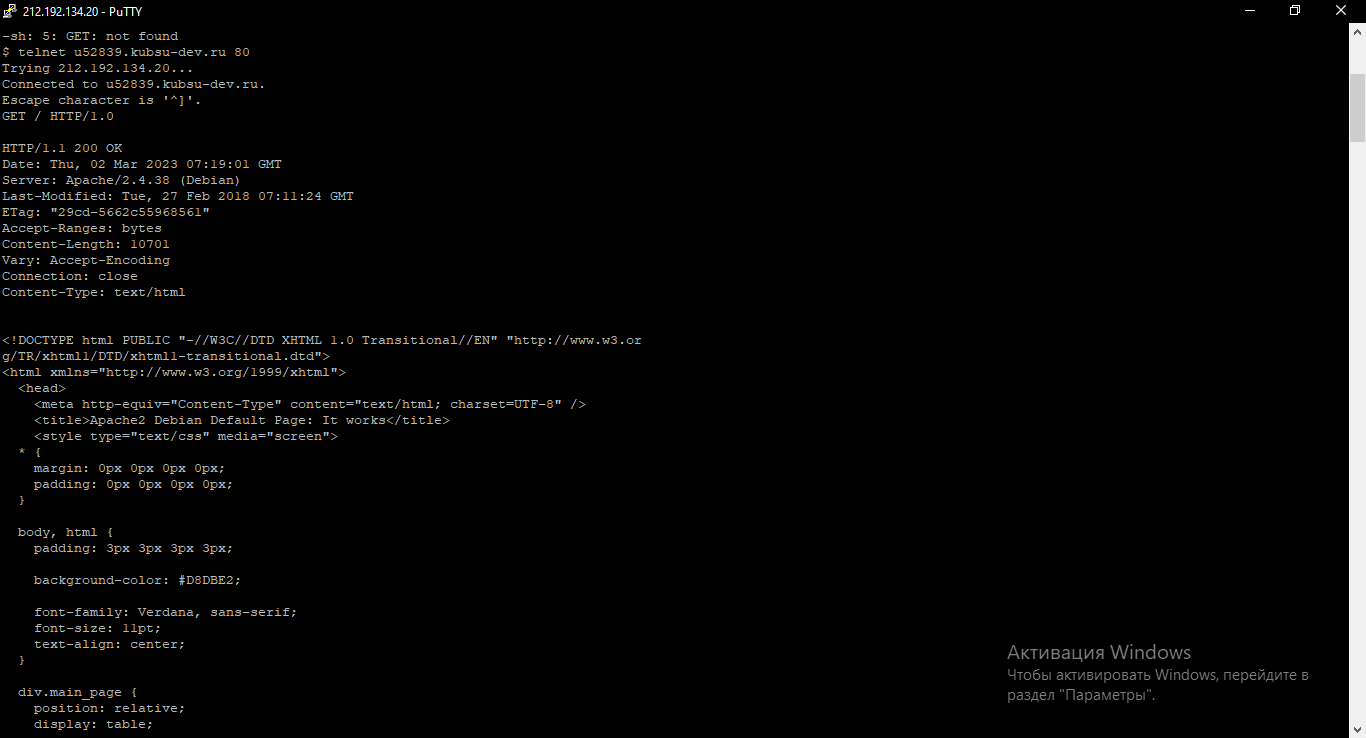 212.192.134.20 - PuTTY
-sh: 5: GET: not found
$ telnet u52839.kubsu-dev.ru 80
Trying 212.192.134.20...
Connected to u52839.kubsu-dev.ru.
Escape character is '^]'.
GET / HTTP/1.0

HTTP/1.1 200 OK
Date: Thu, 02 Mar 2023 07:19:01 GMT
Server: Apache/2.4.38 (Debian)
Last-Modified: Tue, 27 Feb 2018 07:11:24 GMT
ETag: "29cd-5662c55968561"
Accept-Ranges: bytes
Content-Length: 10701
Vary: Accept-Encoding
Connection: close
Content-Type: text/html

<!DOCTYPE html PUBLIC "-//W3C//DTD XHTML 1.0 Transitional//EN" "http://www.w3.or
g/TR/xhtml1/DTD/xhtml1-transitional.dtd">
<html xmlns="http://www.w3.org/1999/xhtml">
  <head>
    <meta http-equiv="Content-Type" content="text/html; charset=UTF-8" />
    <title>Apache2 Debian Default Page: It works</title>
    <style type="text/css" media="screen">
  * {
    margin: 0px 0px 0px 0px;
    padding: 0px 0px 0px 0px;
  }

  body, html {
    padding: 3px 3px 3px 3px;

    background-color: #D8DBE2;

    font-family: Verdana, sans-serif;
    font-size: 11pt;
    text-align: center;
  }

  div.main_page {
    position: relative;
    display: table;
Активация Windows
Чтобы активировать Windows, перейдите в
раздел "Параметры".